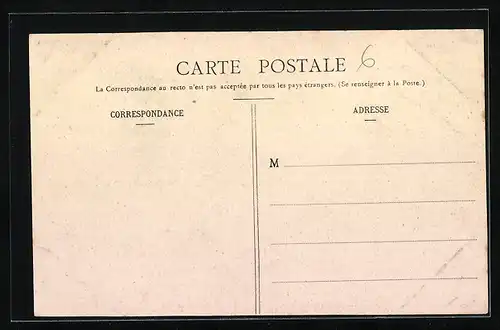 CARTE POSTALE 6
La Correspondance au recto n'est pas acceptée par tous les pays étrangers. (Se renseigner à la Poste.)
CORRESPONDANCE
ADRESSE
M